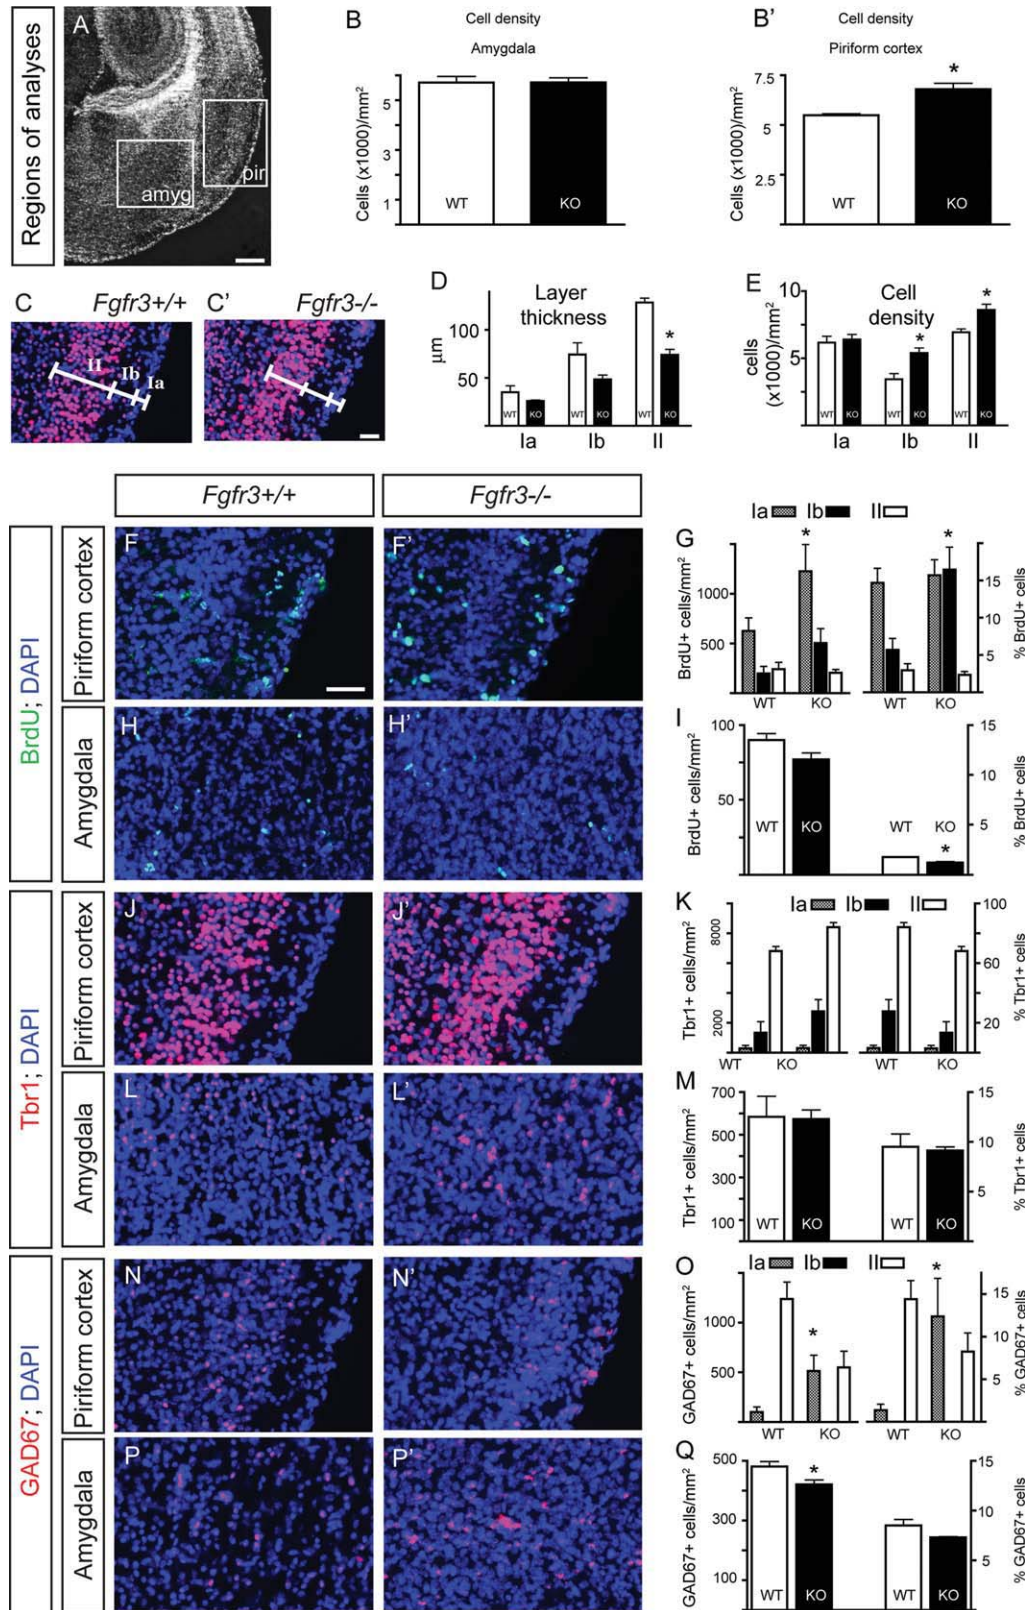 Regions of analyses
A
amyg
pir
B
Cell density
Amygdala
Cells (x1000)/mm²
5
3
1
WT
KO
B'
Cell density
Piriform cortex
Cells (x1000)/mm²
7.5
5
2.5
WT
KO
*
C
Fgfr3+/+
II
Ib
Ia
C'
Fgfr3-/-
D
Layer
thickness
µm
100
50
*
WT KO WT KO WT KO
Ia Ib II
E
Cell
density
cells
(x1000)/mm²
10
5
* *
WT KO WT KO WT KO
Ia Ib II
Fgfr3+/+
Fgfr3-/-
BrdU; DAPI
Piriform cortex
F
F'
Ia Ib II
G
BrdU+ cells/mm²
1000
500
* *
15
10
5
% BrdU+ cells
WT KO WT KO
Amygdala
H
H'
I
BrdU+ cells/mm²
100
75
50
15
10
5
% BrdU+ cells
WT KO
WT KO
*
Tbr1; DAPI
Piriform cortex
J
J'
K
Ia Ib II
Tbr1+ cells/mm²
8000
2000
100
60
20
% Tbr1+ cells
WT KO WT KO
Amygdala
L
L'
M
Tbr1+ cells/mm²
700
500
300
100
15
10
5
% Tbr1+ cells
WT KO WT KO
GAD67; DAPI
Piriform cortex
N
N'
O
Ia Ib II
GAD67+ cells/mm²
1000
500
* *
15
10
5
% GAD67+ cells
WT KO WT KO
Amygdala
P
P'
Q
GAD67+ cells/mm²
500
300
100
*
15
10
5
% GAD67+ cells
WT KO WT KO